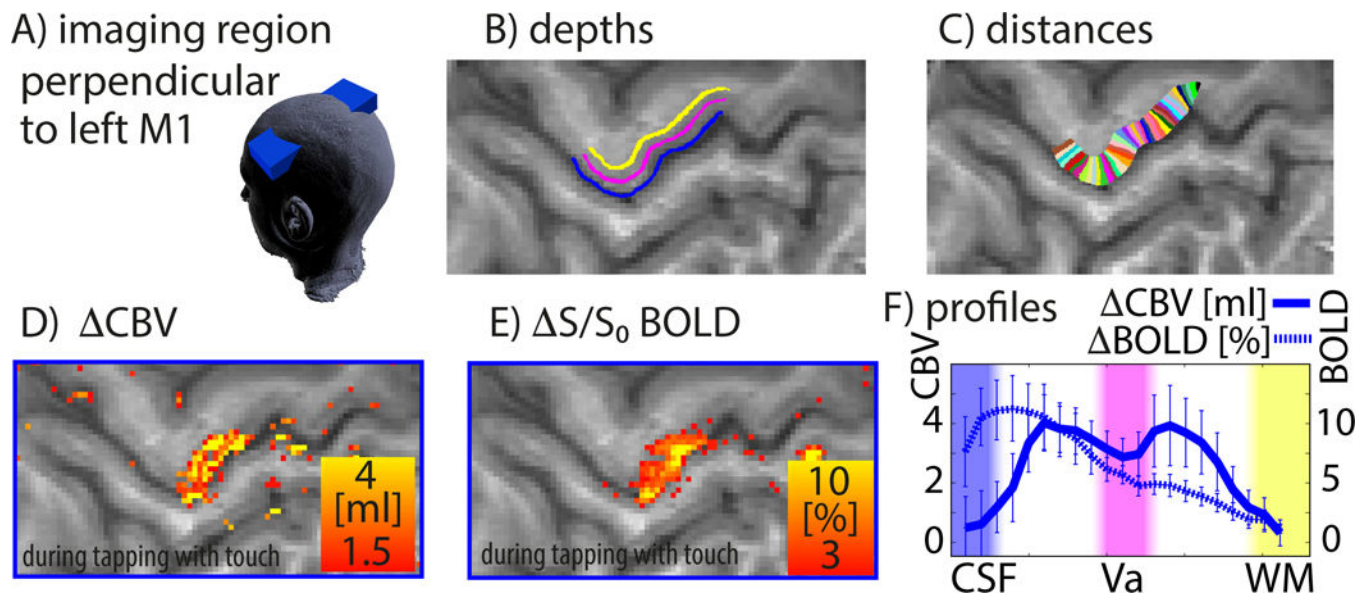 A) imaging region
perpendicular
to left M1
B) depths
C) distances
D) ΔCBV
4
[ml]
1.5
during tapping with touch
E) ΔS/S₀ BOLD
10
[%]
3
during tapping with touch
F) profiles
ΔCBV [ml]
ΔBOLD [%]
CBV
BOLD
4
2
0
10
5
0
CSF
Va
WM